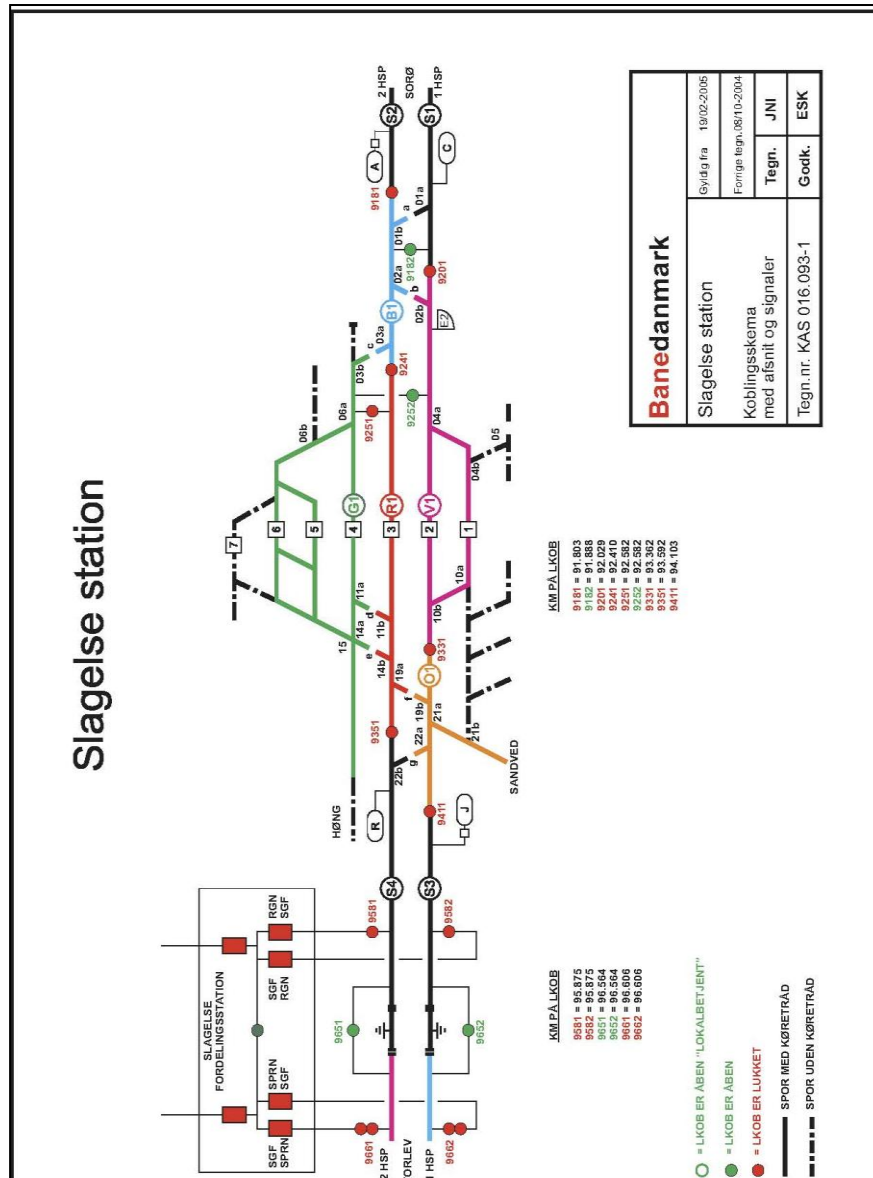 Slagelse station
2 HSP
SORØ
1 HSP
S2
S1
A
C
9181
01a
a
01b
9182
02a
9201
b
02b
E2
B1
03a
c
03b
9241
06a
06b
9251
9252
04a
04b
05
7
6
5
4
3
2
1
G1
R1
V1
11a
d
11b
10a
10b
15
14a
e
14b
19a
9331
O1
f
19b
21a
21b
9351
22a
22b
g
SANDVED
HØNG
R
9411
J
S4
S3
SLAGELSE
FORDELINGSSTATION
RGN
SGF
SGF
RGN
SPRN
SGF
SGF
SPRN
9581
9582
9651
9652
9661
9662
2 HSP
ORLEV
1 HSP
KM PÅ LKOB
9181 = 91.803
9182 = 91.888
9201 = 92.029
9241 = 92.410
9251 = 92.582
9252 = 92.582
9331 = 93.362
9351 = 93.592
9411 = 94.103
KM PÅ LKOB
9581 = 95.875
9582 = 95.875
9651 = 96.564
9652 = 96.564
9661 = 96.606
9662 = 96.606
= LKOB ER ÅBEN "LOKALBETJENT"
= LKOB ER ÅBEN
= LKOB ER LUKKET
SPOR MED KØRETRÅD
SPOR UDEN KØRETRÅD
Banedanmark
Slagelse station
Koblingsskema
med afsnit og signaler
Tegn.nr. KAS 016.093-1
Gyldig fra 19/02-2005
Forrige tegn. 08/10-2004
Tegn. JNI
Godk. ESK